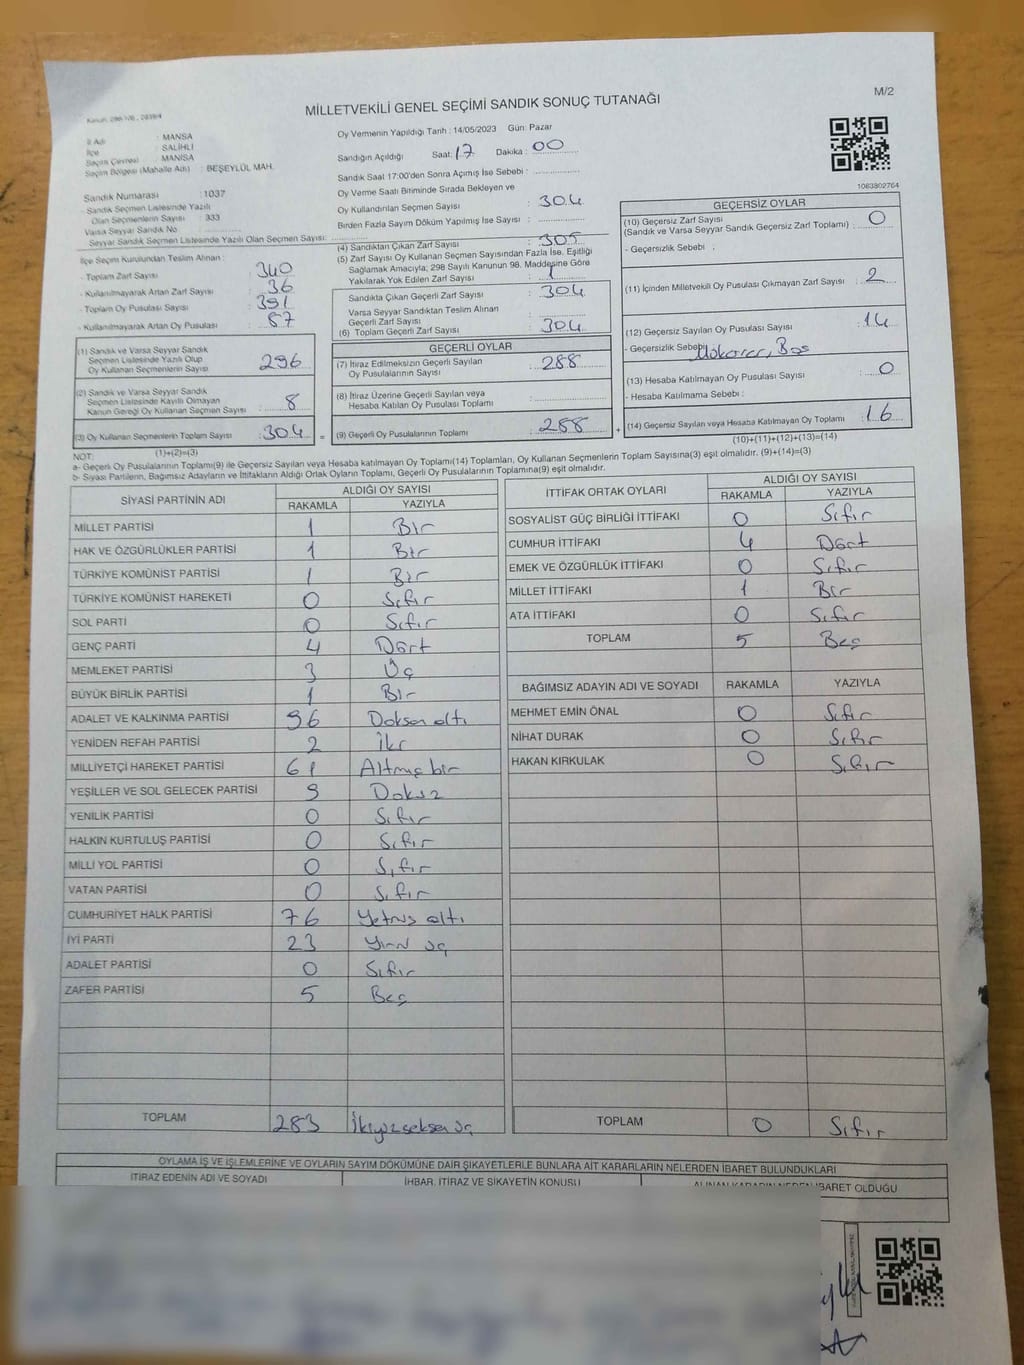 M/2
MİLLETVEKİLİ GENEL SEÇİMİ SANDIK SONUÇ TUTANAĞI
İl Adı : MANİSA
İlçe : SALİHLİ
Seçim Çevresi : MANİSA
Seçim Bölgesi (Mahalle Adı) : BEŞEYLÜL MAH.
Sandık Numarası : 1037
- Sandık Seçmen Listesinde Yazılı
Olan Seçmenlerin Sayısı : 333
Varsa Seyyar Sandık No
Seyyar Sandık Seçmen Listesinde Yazılı Olan Seçmen Sayısı:
İlçe Seçim Kurulundan Teslim Alınan :
- Toplam Zarf Sayısı 340
- Kullanılmayarak Artan Zarf Sayısı : 36
- Toplam Oy Pusulası Sayısı : 391
- Kullanılmayarak Artan Oy Pusulası : 87
Oy Vermenin Yapıldığı Tarih : 14/05/2023 Gün: Pazar
Sandığın Açıldığı Saat: 17 Dakika : 00
Sandık Saat 17:00'den Sonra Açımış İse Sebebi :
Oy Verme Saati Bitiminde Sırada Bekleyen ve
Oy Kullandırılan Seçmen Sayısı : 304
Birden Fazla Sayım Döküm Yapılmış İse Sayısı :
(4) Sandıktan Çıkan Zarf Sayısı : 305
(5) Zarf Sayısı Oy Kullanan Seçmen Sayısından Fazla İse, Eşitliği
Sağlamak Amacıyla; 298 Sayılı Kanunun 98. Maddesine Göre
Yakılarak Yok Edilen Zarf Sayısı : 1
Sandıkta Çıkan Geçerli Zarf Sayısı : 304
Varsa Seyyar Sandıktan Teslim Alınan
Geçerli Zarf Sayısı :
(6) Toplam Geçerli Zarf Sayısı : 304
1063802764
GEÇERSİZ OYLAR
(10) Geçersiz Zarf Sayısı : 0
(Sandık ve Varsa Seyyar Sandık Geçersiz Zarf Toplamı)
- Geçersizlik Sebebi :
(11) İçinden Milletvekili Oy Pusulası Çıkmayan Zarf Sayısı : 2
(12) Geçersiz Sayılan Oy Pusulası Sayısı : 14
- Geçersizlik Sebebi Boş
(13) Hesaba Katılmayan Oy Pusulası Sayısı : 0
- Hesaba Katılmama Sebebi :
(14) Geçersiz Sayılan veya Hesaba Katılmayan Oy Toplamı : 16
(10)+(11)+(12)+(13)=(14)
(1) Sandık ve Varsa Seyyar Sandık
Seçmen Listesinde Yazılı Olup
Oy Kullanan Seçmenlerin Sayısı : 296
(2) Sandık ve Varsa Seyyar Sandık
Seçmen Listesinde Kayıtlı Olmayan
Kanun Gereği Oy Kullanan Seçmen Sayısı : 8
(3) Oy Kullanan Seçmenlerin Toplam Sayısı : 304
(1)+(2)=(3)
=
GEÇERLİ OYLAR
(7) İtiraz Edilmeksizin Geçerli Sayılan
Oy Pusulalarının Sayısı : 288
(8) İtiraz Üzerine Geçerli Sayılan veya
Hesaba Katılan Oy Pusulası Toplamı :
(9) Geçerli Oy Pusulalarının Toplamı : 288
+
NOT:
a- Geçerli Oy Pusulalarının Toplamı(9) ile Geçersiz Sayılan veya Hesaba katılmayan Oy Toplamı(14) Toplamları, Oy Kullanan Seçmenlerin Toplam Sayısına(3) eşit olmalıdır. (9)+(14)=(3)
b- Siyasi Partilerin, Bağımsız Adayların ve İttifakların Aldığı Ortak Oyların Toplamı, Geçerli Oy Pusulalarının Toplamına(9) eşit olmalıdır.
SİYASİ PARTİNİN ADI ALDIĞI OY SAYISI
RAKAMLA YAZIYLA
MİLLET PARTİSİ 1 Bir
HAK VE ÖZGÜRLÜKLER PARTİSİ 1 Bir
TÜRKİYE KOMÜNİST PARTİSİ 1 Bir
TÜRKİYE KOMÜNİST HAREKETİ 0 Sıfır
SOL PARTİ 0 Sıfır
GENÇ PARTİ 4 Dört
MEMLEKET PARTİSİ 3 Üç
BÜYÜK BİRLİK PARTİSİ 1 Bir
ADALET VE KALKINMA PARTİSİ 96 Doksan altı
YENİDEN REFAH PARTİSİ 2 İki
MİLLİYETÇİ HAREKET PARTİSİ 61 Altmış bir
YEŞİLLER VE SOL GELECEK PARTİSİ 9 Dokuz
YENİLİK PARTİSİ 0 Sıfır
HALKIN KURTULUŞ PARTİSİ 0 Sıfır
MİLLİ YOL PARTİSİ 0 Sıfır
VATAN PARTİSİ 0 Sıfır
CUMHURİYET HALK PARTİSİ 76 Yetmiş altı
İYİ PARTİ 23 Yirmi üç
ADALET PARTİSİ 0 Sıfır
ZAFER PARTİSİ 5 Beş
TOPLAM 283 İkiyüzseksen üç
İTTİFAK ORTAK OYLARI ALDIĞI OY SAYISI
RAKAMLA YAZIYLA
SOSYALİST GÜÇ BİRLİĞİ İTTİFAKI 0 Sıfır
CUMHUR İTTİFAKI 4 Dört
EMEK VE ÖZGÜRLÜK İTTİFAKI 0 Sıfır
MİLLET İTTİFAKI 1 Bir
ATA İTTİFAKI 0 Sıfır
TOPLAM 5 Beş
BAĞIMSIZ ADAYIN ADI VE SOYADI RAKAMLA YAZIYLA
MEHMET EMİN ÖNAL 0 Sıfır
NİHAT DURAK 0 Sıfır
HAKAN KIRKULAK 0 Sıfır
TOPLAM 0 Sıfır
OYLAMA İŞ VE İŞLEMLERİNE VE OYLARIN SAYIM DÖKÜMÜNE DAİR ŞİKAYETLERLE BUNLARA AİT KARARLARIN NELERDEN İBARET BULUNDUKLARI
İTİRAZ EDENİN ADI VE SOYADI İHBAR, İTİRAZ VE ŞİKAYETİN KONUSU ALINAN KARARIN NEDEN İBARET OLDUĞU